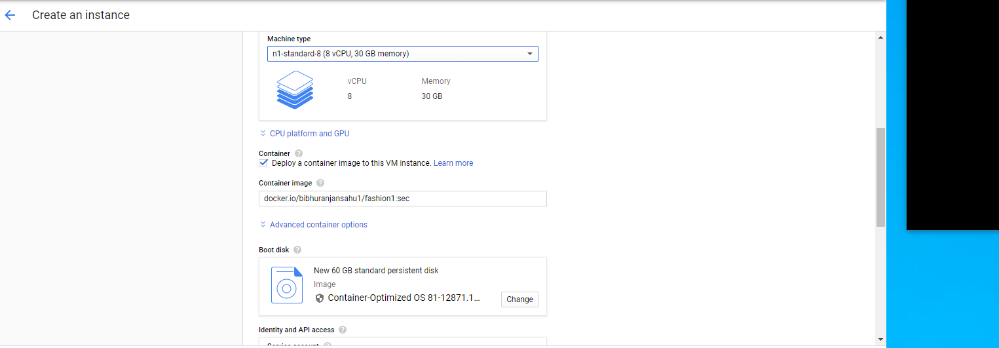 Create an instance
Machine type
n1-standard-8 (8 vCPU, 30 GB memory)
vCPU Memory
8 30 GB
CPU platform and GPU
Container ?
Deploy a container image to this VM instance. Learn more
Container image ?
docker.io/bibhuranjansahu1/fashion1:sec
Advanced container options
Boot disk ?
New 60 GB standard persistent disk
Image
Container-Optimized OS 81-12871.1...
Change
Identity and API access ?
Service account